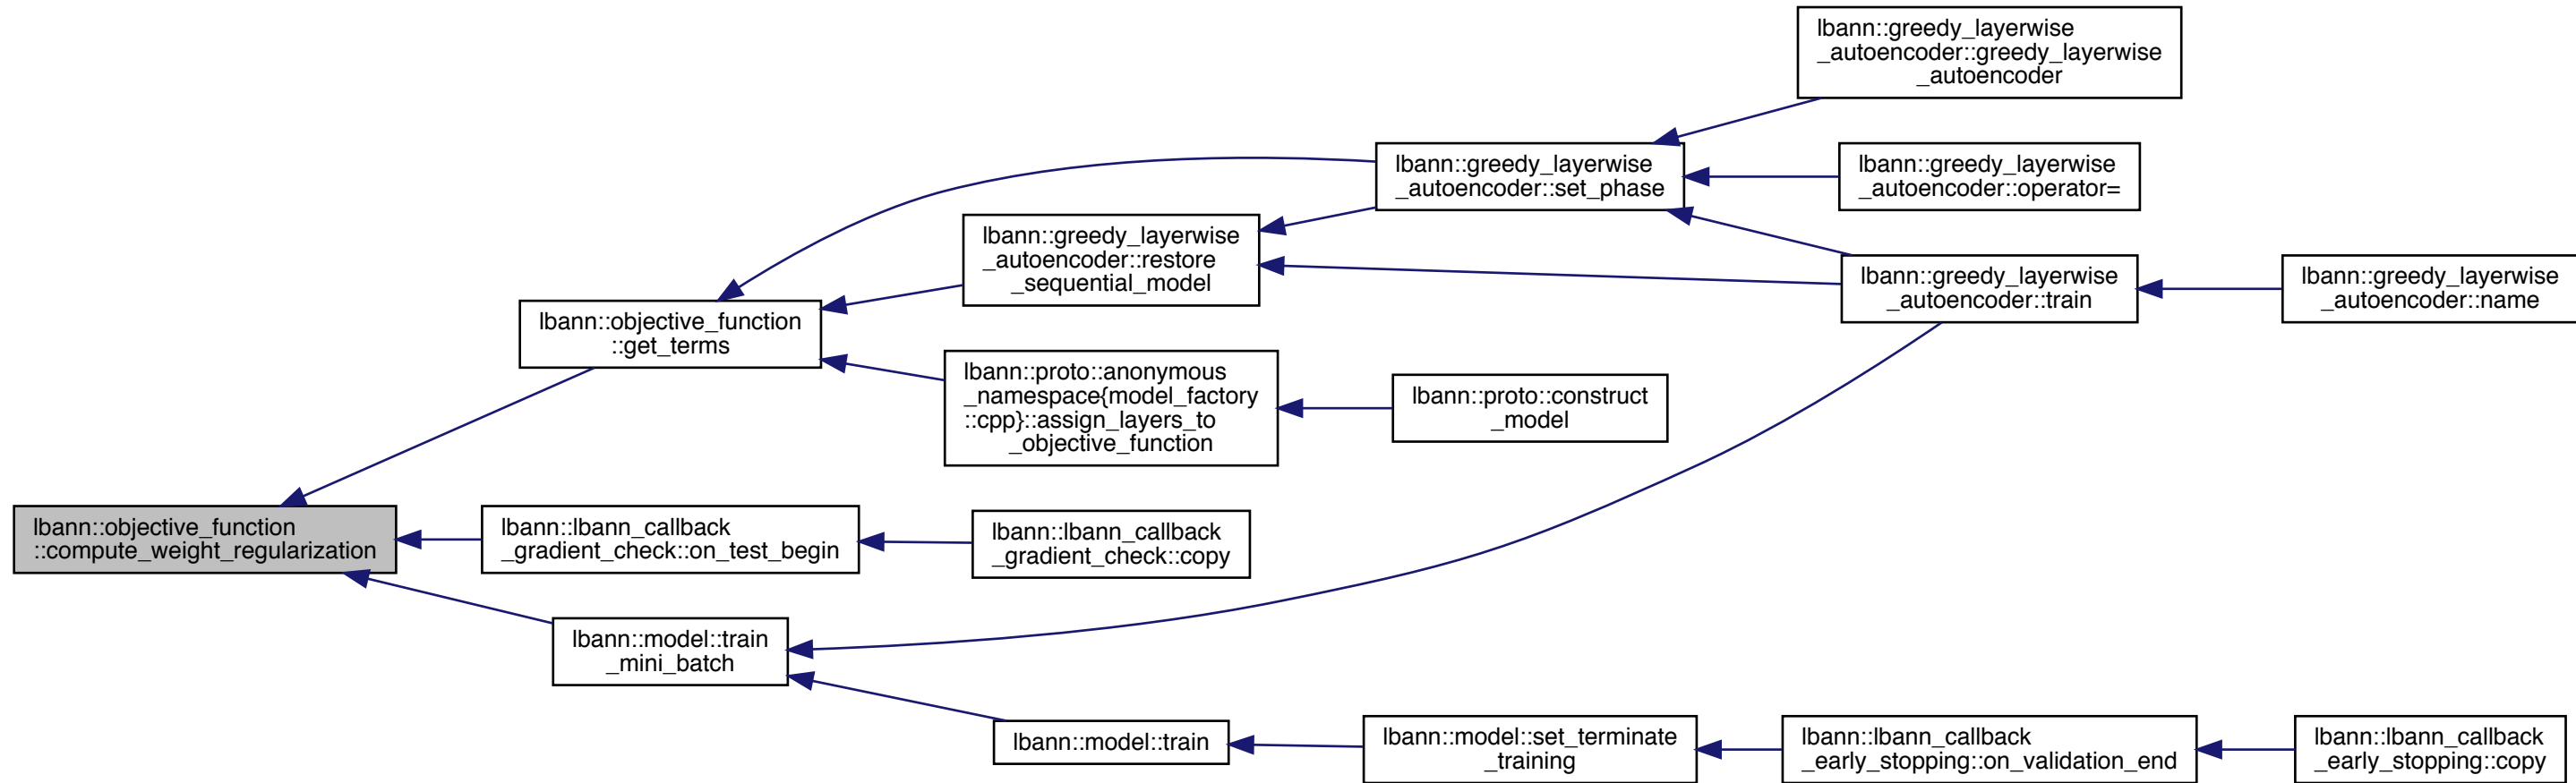 lbann::greedy_layerwise
_autoencoder::greedy_layerwise
_autoencoder
lbann::greedy_layerwise
_autoencoder::set_phase
lbann::greedy_layerwise
_autoencoder::operator=
lbann::greedy_layerwise
_autoencoder::restore
_sequential_model
lbann::greedy_layerwise
_autoencoder::train
lbann::greedy_layerwise
_autoencoder::name
lbann::objective_function
::get_terms
lbann::proto::anonymous
_namespace{model_factory
::cpp}::assign_layers_to
_objective_function
lbann::proto::construct
_model
lbann::objective_function
::compute_weight_regularization
lbann::lbann_callback
_gradient_check::on_test_begin
lbann::lbann_callback
_gradient_check::copy
lbann::model::train
_mini_batch
lbann::model::train
lbann::model::set_terminate
_training
lbann::lbann_callback
_early_stopping::on_validation_end
lbann::lbann_callback
_early_stopping::copy